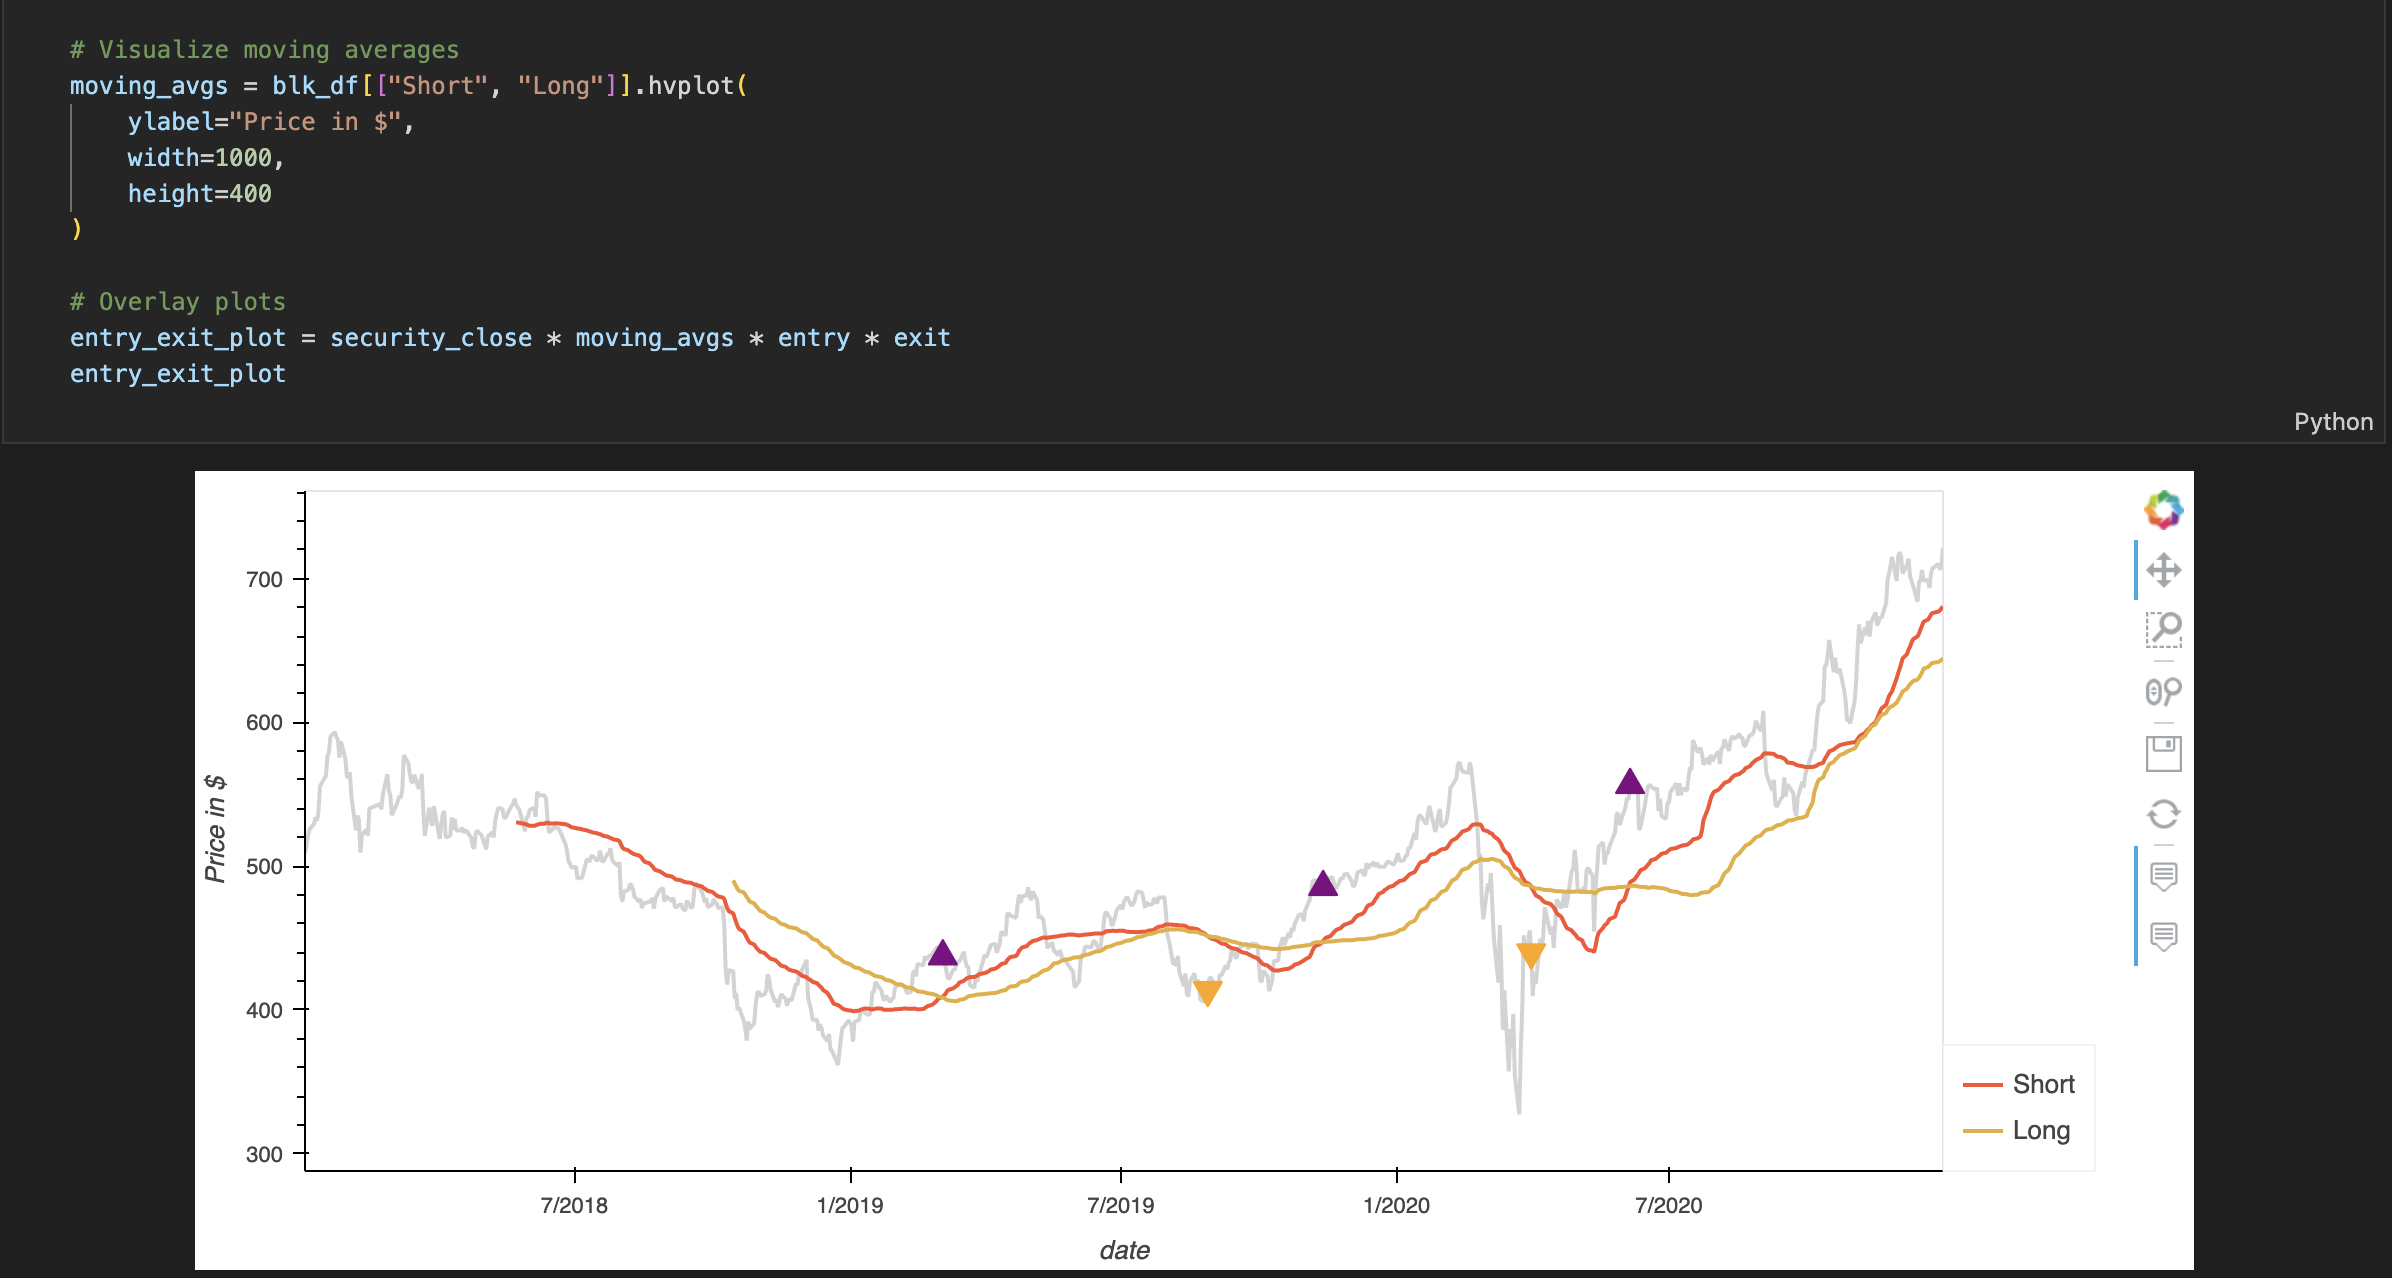 # Visualize moving averages
moving_avgs = blk_df[["Short", "Long"]].hvplot(
    ylabel="Price in $",
    width=1000,
    height=400
)
# Overlay plots
entry_exit_plot = security_close * moving_avgs * entry * exit
entry_exit_plot
Python
700
600
500
400
300
Price in $
7/2018
1/2019
7/2019
1/2020
7/2020
date
Short
Long